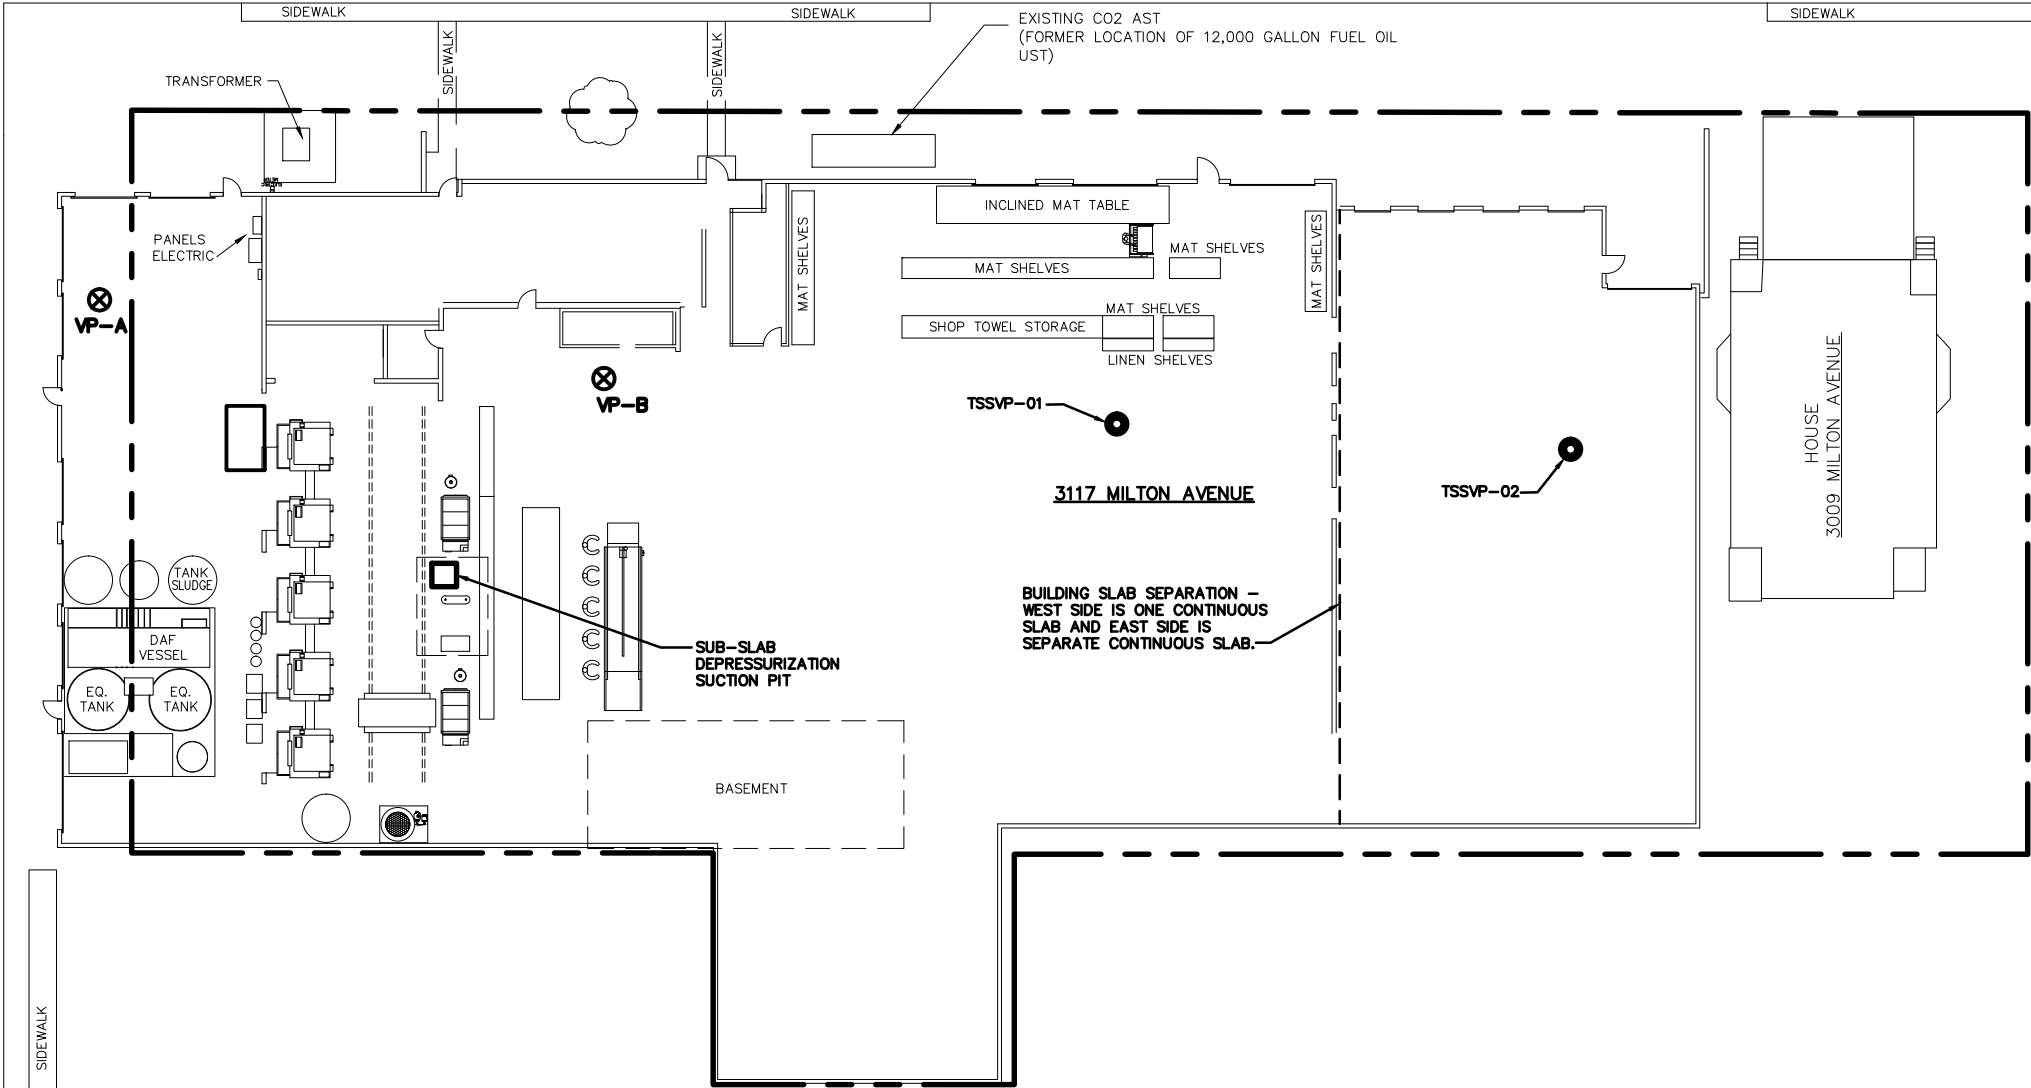 SIDEWALK
SIDEWALK
SIDEWALK
EXISTING CO2 AST
(FORMER LOCATION OF 12,000 GALLON FUEL OIL
UST)
SIDEWALK
SIDEWALK
TRANSFORMER
ELECTRIC
METER
PANELS
ELECTRIC
VP-A
MAT SHELVES
INCLINED MAT TABLE
MAT SHELVES
MAT SHELVES
MAT SHELVES
MAT SHELVES
SHOP TOWEL STORAGE
LINEN SHELVES
VP-B
TSSVP-01
3117 MILTON AVENUE
TSSVP-02
HOUSE
3009 MILTON AVENUE
TANK
SLUDGE
DAF
VESSEL
EQ.
TANK
EQ.
TANK
SUB-SLAB
DEPRESSURIZATION
SUCTION PIT
BUILDING SLAB SEPARATION -
WEST SIDE IS ONE CONTINUOUS
SLAB AND EAST SIDE IS
SEPARATE CONTINUOUS SLAB.
BASEMENT
SIDEWALK